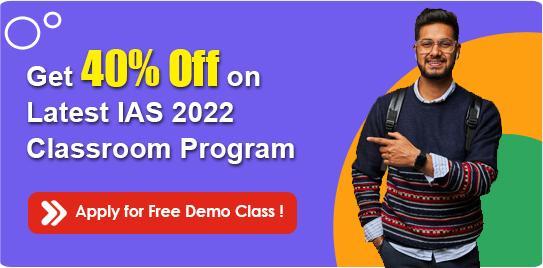 Get 40% Off on
Latest IAS 2022
Classroom Program
Apply for Free Demo Class !